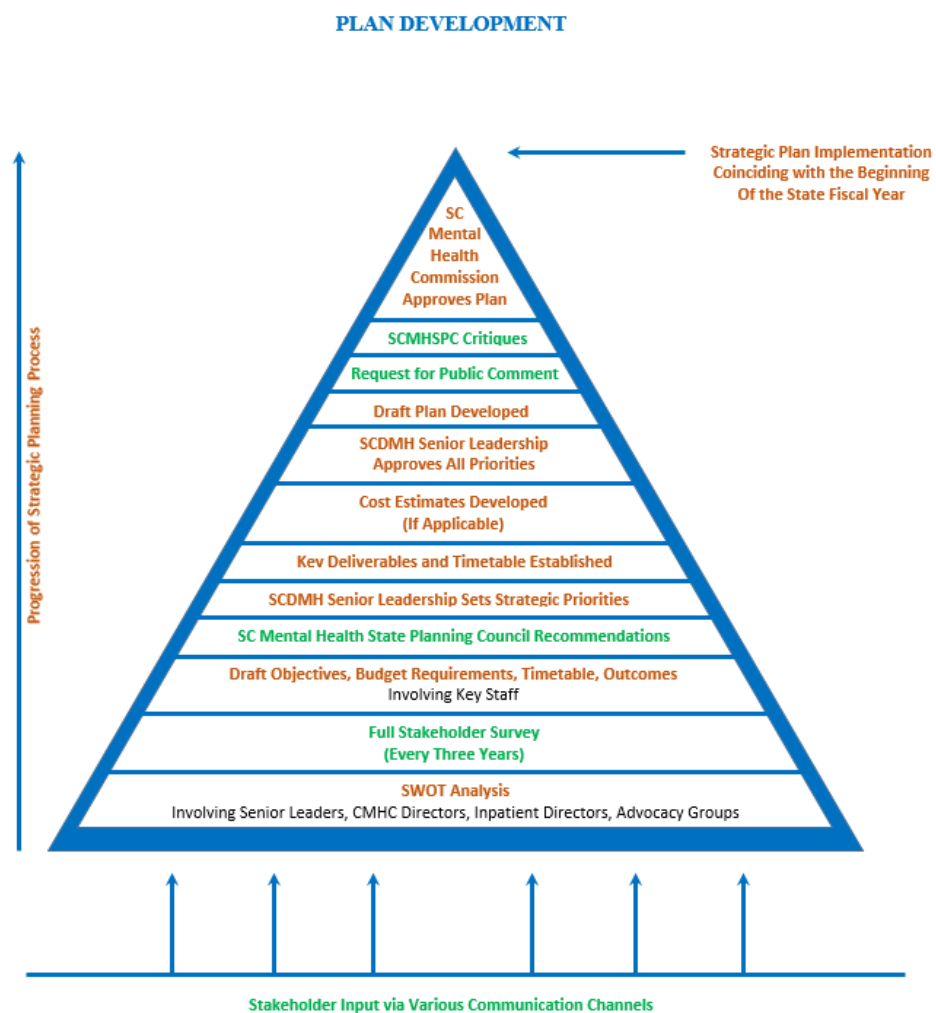 PLAN DEVELOPMENT
Strategic Plan Implementation
Coinciding with the Beginning
Of the State Fiscal Year
Progression of Strategic Planning Process
SC
Mental
Health
Commission
Approves Plan
SCMHSPC Critiques
Request for Public Comment
Draft Plan Developed
SCDMH Senior Leadership
Approves All Priorities
Cost Estimates Developed
(If Applicable)
Key Deliverables and Timetable Established
SCDMH Senior Leadership Sets Strategic Priorities
SC Mental Health State Planning Council Recommendations
Draft Objectives, Budget Requirements, Timetable, Outcomes
Involving Key Staff
Full Stakeholder Survey
(Every Three Years)
SWOT Analysis
Involving Senior Leaders, CMHC Directors, Inpatient Directors, Advocacy Groups
Stakeholder Input via Various Communication Channels